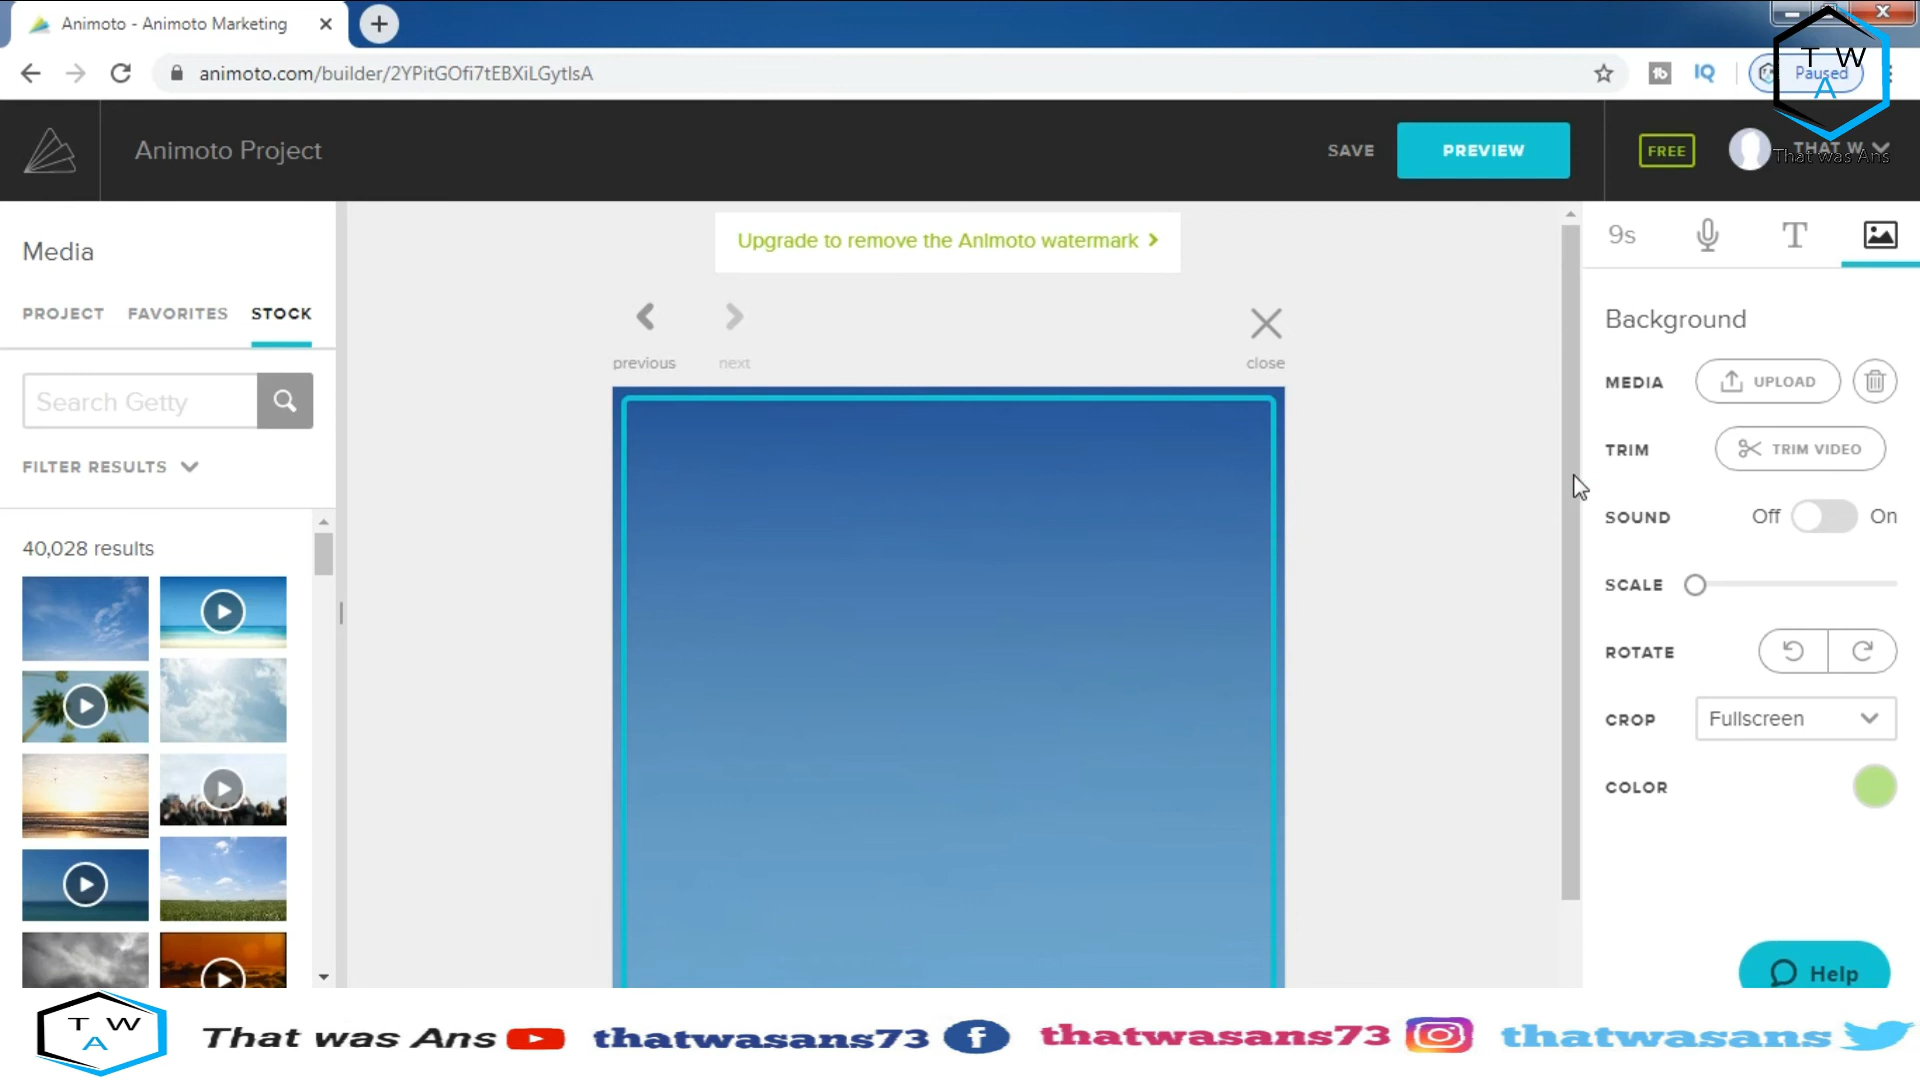 Animoto - Animoto Marketing
animoto.com/builder/2YPitGOfi7tEBXiLGytIsA
Paused
T W
A
That was Ans
Animoto Project
SAVE
PREVIEW
FREE
THAT W.
Media
PROJECT FAVORITES STOCK
Search Getty
FILTER RESULTS
40,028 results
Upgrade to remove the Animoto watermark >
previous next close
9s T
Background
MEDIA UPLOAD
TRIM TRIM VIDEO
SOUND Off On
SCALE
ROTATE
CROP Fullscreen
COLOR
Help
T W
A
That was Ans thatwasans73 thatwasans73 thatwasans